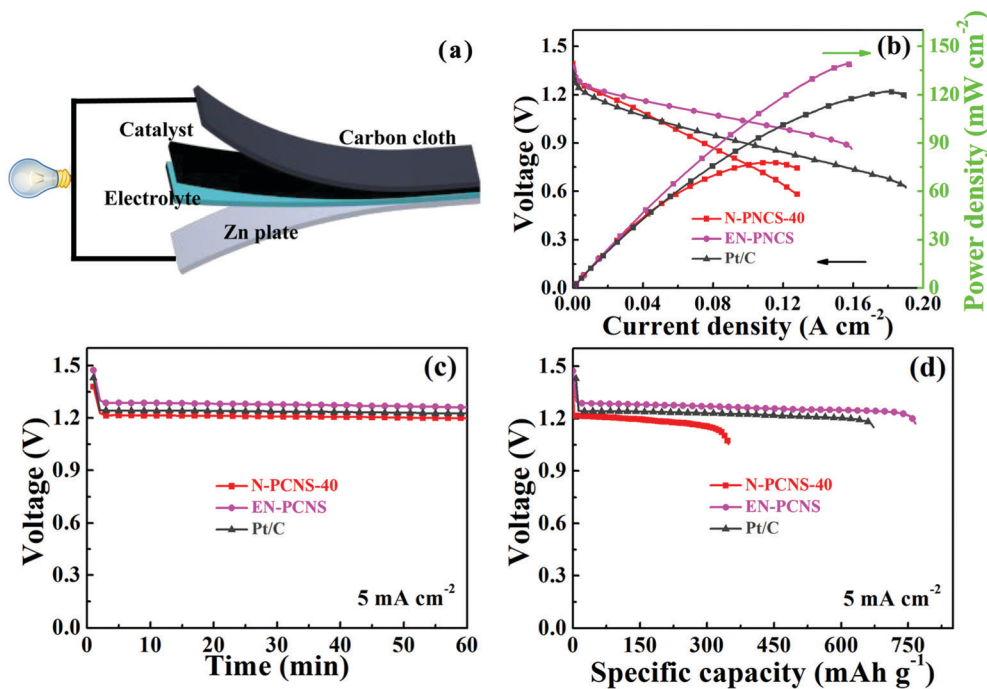 (a)
Catalyst
Carbon cloth
Electrolyte
Zn plate
(b)
Voltage (V)
1.5
1.2
0.9
0.6
0.3
0.0
0.00 0.04 0.08 0.12 0.16 0.20
Current density (A cm⁻²)
150
120
90
60
30
0
Power density (mW cm⁻²)
N-PNCS-40
EN-PNCS
Pt/C
(c)
Voltage (V)
1.5
1.2
0.9
0.6
0.3
0.0
N-PCNS-40
EN-PCNS
Pt/C
5 mA cm⁻²
0 10 20 30 40 50 60
Time (min)
(d)
Voltage (V)
1.5
1.2
0.9
0.6
0.3
0.0
N-PCNS-40
EN-PCNS
Pt/C
5 mA cm⁻²
0 150 300 450 600 750
Specific capacity (mAh g⁻¹)